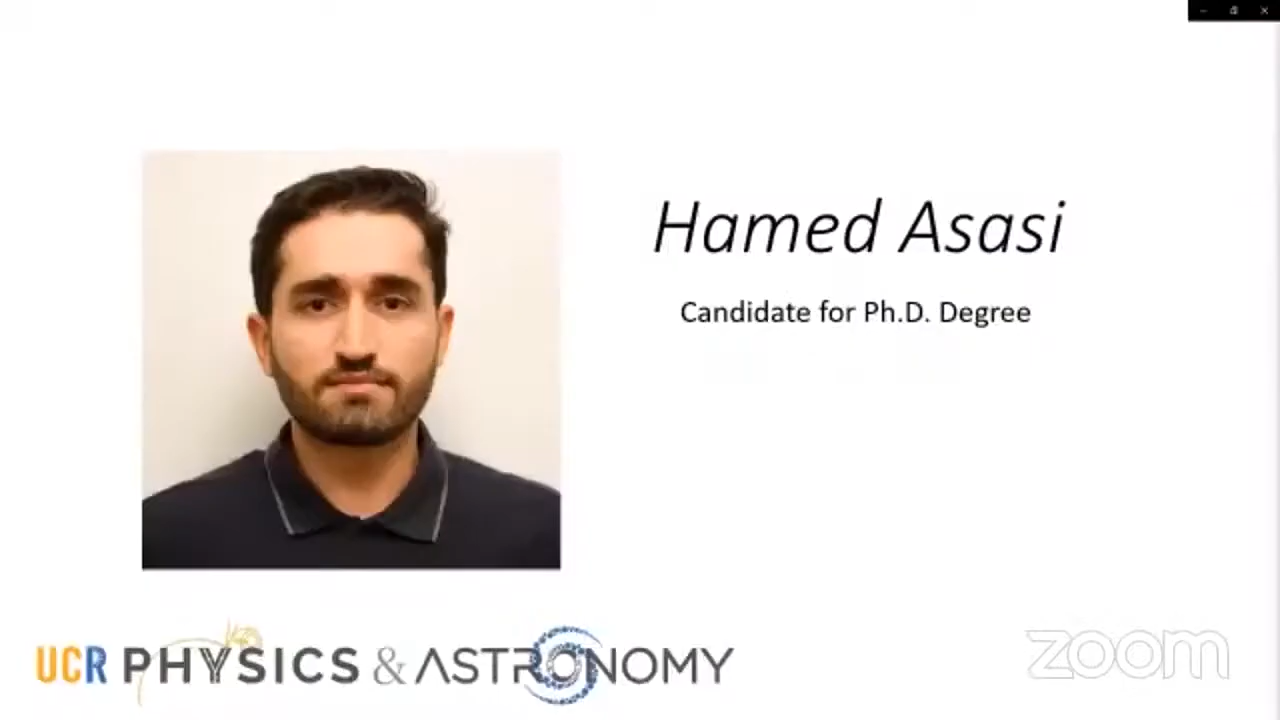 Hamed Asasi
Candidate for Ph.D. Degree
UCR PHYSICS & ASTRONOMY
zoom